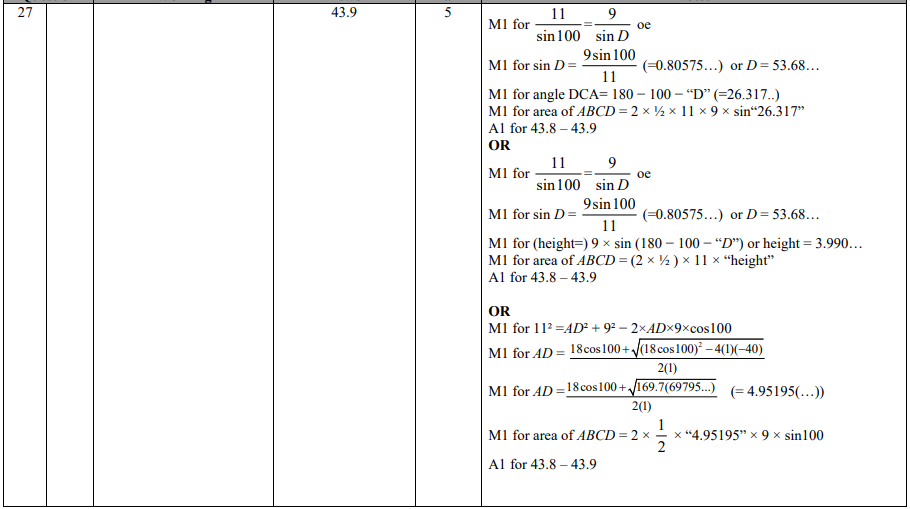 27 43.9 5
M1 for 11/sin100 = 9/sin D oe
M1 for sin D = 9sin100/11 (=0.80575…) or D = 53.68…
M1 for angle DCA= 180 − 100 − “D” (=26.317..)
M1 for area of ABCD = 2 × ½ × 11 × 9 × sin“26.317”
A1 for 43.8 – 43.9
OR
M1 for 11/sin100 = 9/sin D oe
M1 for sin D = 9sin100/11 (=0.80575…) or D = 53.68…
M1 for (height=) 9 × sin (180 − 100 − “D”) or height = 3.990…
M1 for area of ABCD = (2 × ½ ) × 11 × “height”
A1 for 43.8 – 43.9
OR
M1 for 11² =AD² + 9² − 2×AD×9×cos100
M1 for AD = 18cos100+√((18cos100)² −4(1)(−40))/2(1)
M1 for AD = 18cos100+√(169.7(69795...))/2(1) (= 4.95195(…))
M1 for area of ABCD = 2 × 1/2 × “4.95195” × 9 × sin100
A1 for 43.8 – 43.9